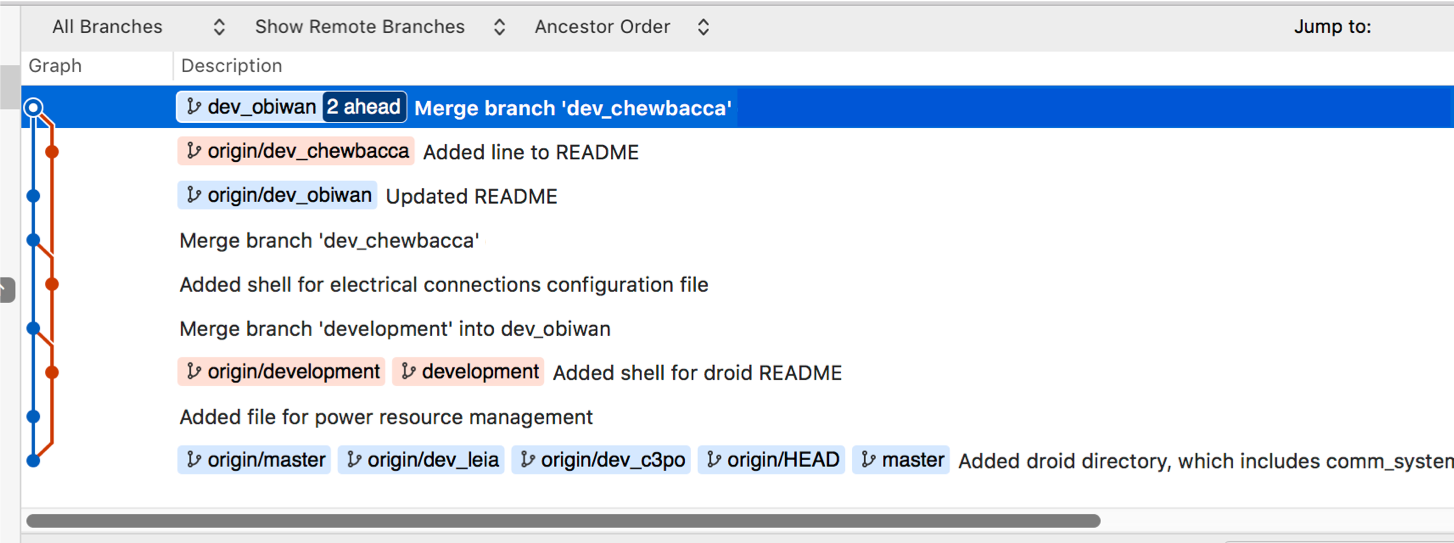 All Branches Show Remote Branches Ancestor Order Jump to:
Graph Description
dev_obiwan 2 ahead Merge branch 'dev_chewbacca'
origin/dev_chewbacca Added line to README
origin/dev_obiwan Updated README
Merge branch 'dev_chewbacca'
Added shell for electrical connections configuration file
Merge branch 'development' into dev_obiwan
origin/development development Added shell for droid README
Added file for power resource management
origin/master origin/dev_leia origin/dev_c3po origin/HEAD master Added droid directory, which includes comm_system